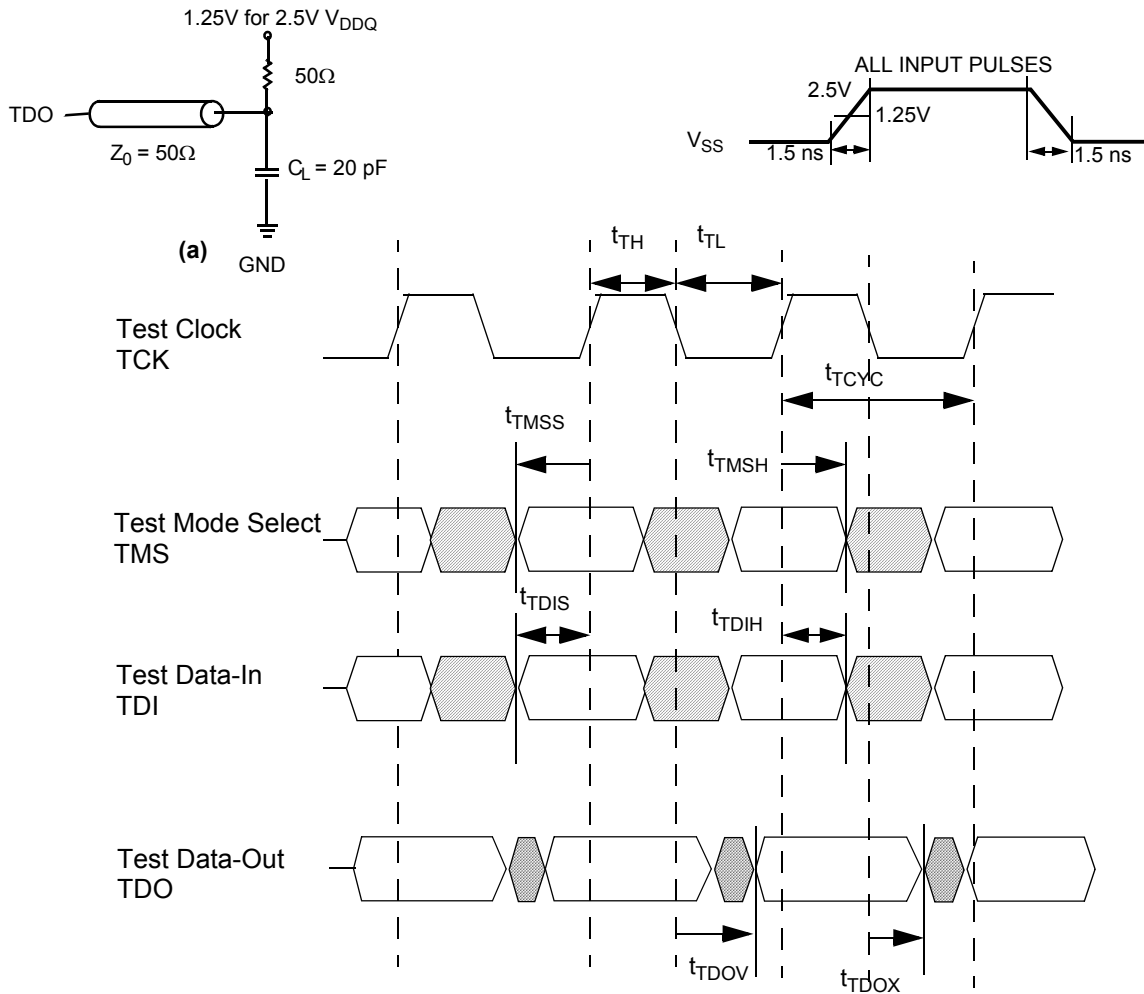 1.25V for 2.5V VDDQ
50Ω
TDO
Z0 = 50Ω
CL = 20 pF
(a)
GND
ALL INPUT PULSES
2.5V
1.25V
VSS
1.5 ns
1.5 ns
tTH
tTL
Test Clock
TCK
tTCYC
tTMSS
tTMSH
Test Mode Select
TMS
tTDIS
tTDIH
Test Data-In
TDI
Test Data-Out
TDO
tTDOV
tTDOX